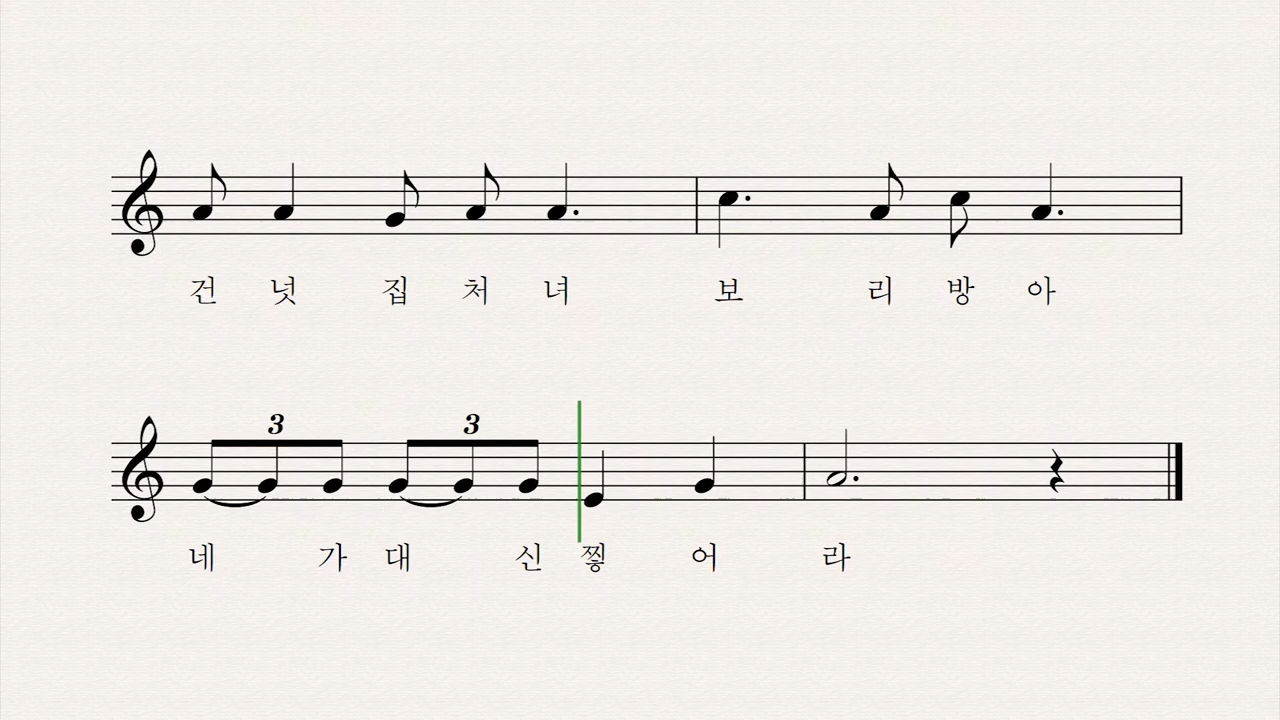 건 넛 집 처 녀 보 리 방 아
3 3
네 가 대 신 찧 어 라